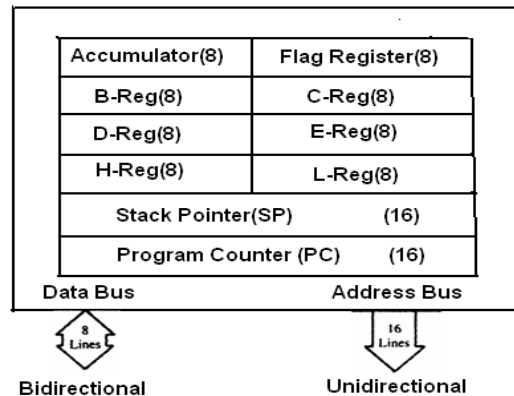 Accumulator(8) Flag Register(8)
B-Reg(8) C-Reg(8)
D-Reg(8) E-Reg(8)
H-Reg(8) L-Reg(8)
Stack Pointer(SP) (16)
Program Counter (PC) (16)
Data Bus Address Bus
8 16
Lines Lines
Bidirectional Unidirectional